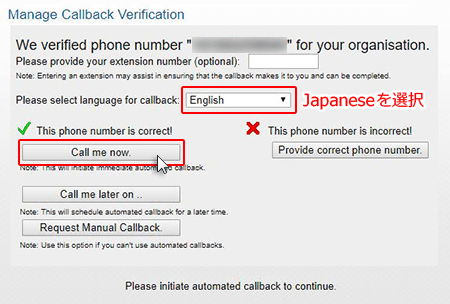 Manage Callback Verification
We verified phone number " " for your organisation.
Please provide your extension number (optional):
Note: Entering an extension may assist in ensuring that the callback makes it to you and can be completed.
Please select language for callback: English Japaneseを選択
This phone number is correct! This phone number is incorrect!
Call me now. Provide correct phone number.
Note: This will initiate immediate automated callback.
Call me later on ..
Note: This will schedule automated callback for a later time.
Request Manual Callback.
Note: Use this option if you can't use automated callbacks.
Please initiate automated callback to continue.